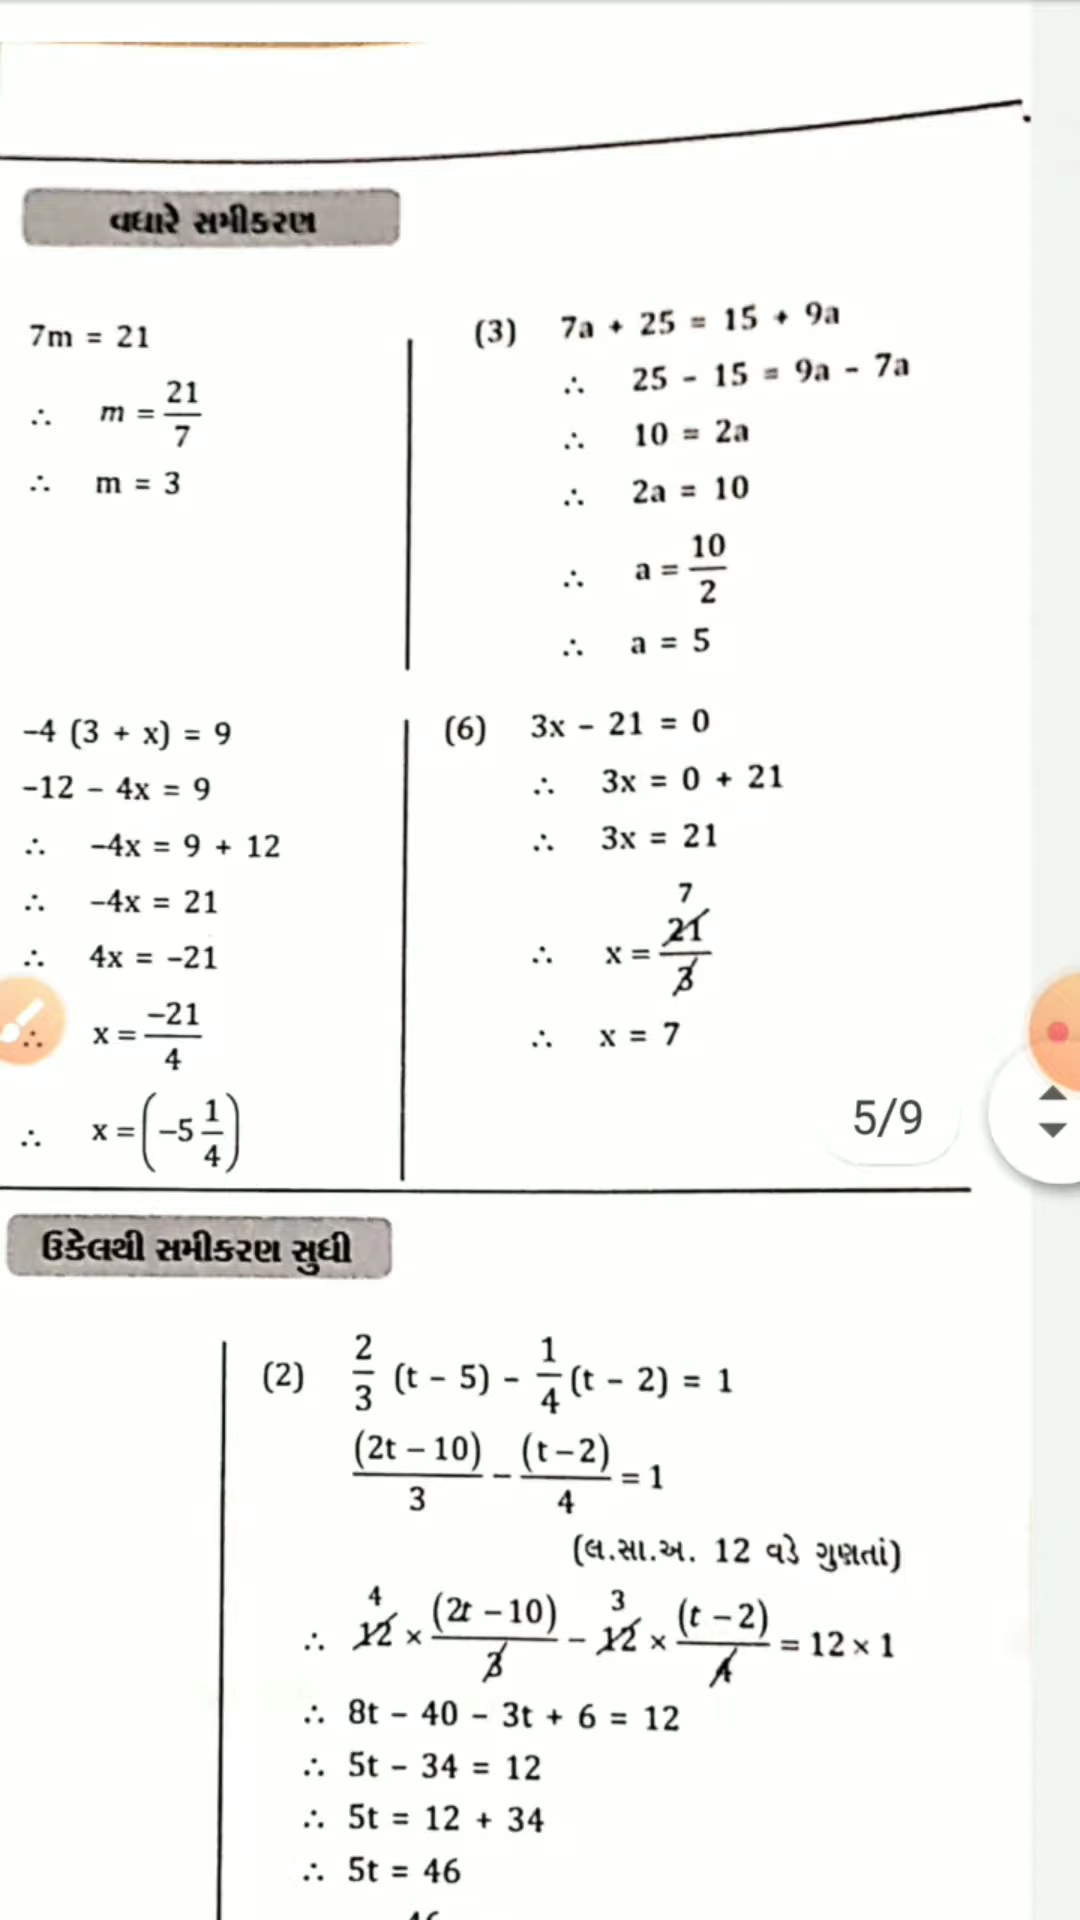 વધારે સમીકરણ
7m = 21
∴ m = 21/7
∴ m = 3
(3) 7a + 25 = 15 + 9a
∴ 25 - 15 = 9a - 7a
∴ 10 = 2a
∴ 2a = 10
∴ a = 10/2
∴ a = 5
-4 (3 + x) = 9
-12 - 4x = 9
∴ -4x = 9 + 12
∴ -4x = 21
∴ 4x = -21
∴ x = -21/4
∴ x = (-5 1/4)
(6) 3x - 21 = 0
∴ 3x = 0 + 21
∴ 3x = 21
7
∴ x = 21/3
∴ x = 7
5/9
ઉકેલથી સમીકરણ સુધી
(2) 2/3 (t - 5) - 1/4 (t - 2) = 1
(2t - 10)/3 - (t - 2)/4 = 1
(લ.સા.અ. 12 વડે ગુણતાં)
4 3
∴ 12 × (2t - 10)/3 - 12 × (t - 2)/4 = 12 × 1
∴ 8t - 40 - 3t + 6 = 12
∴ 5t - 34 = 12
∴ 5t = 12 + 34
∴ 5t = 46